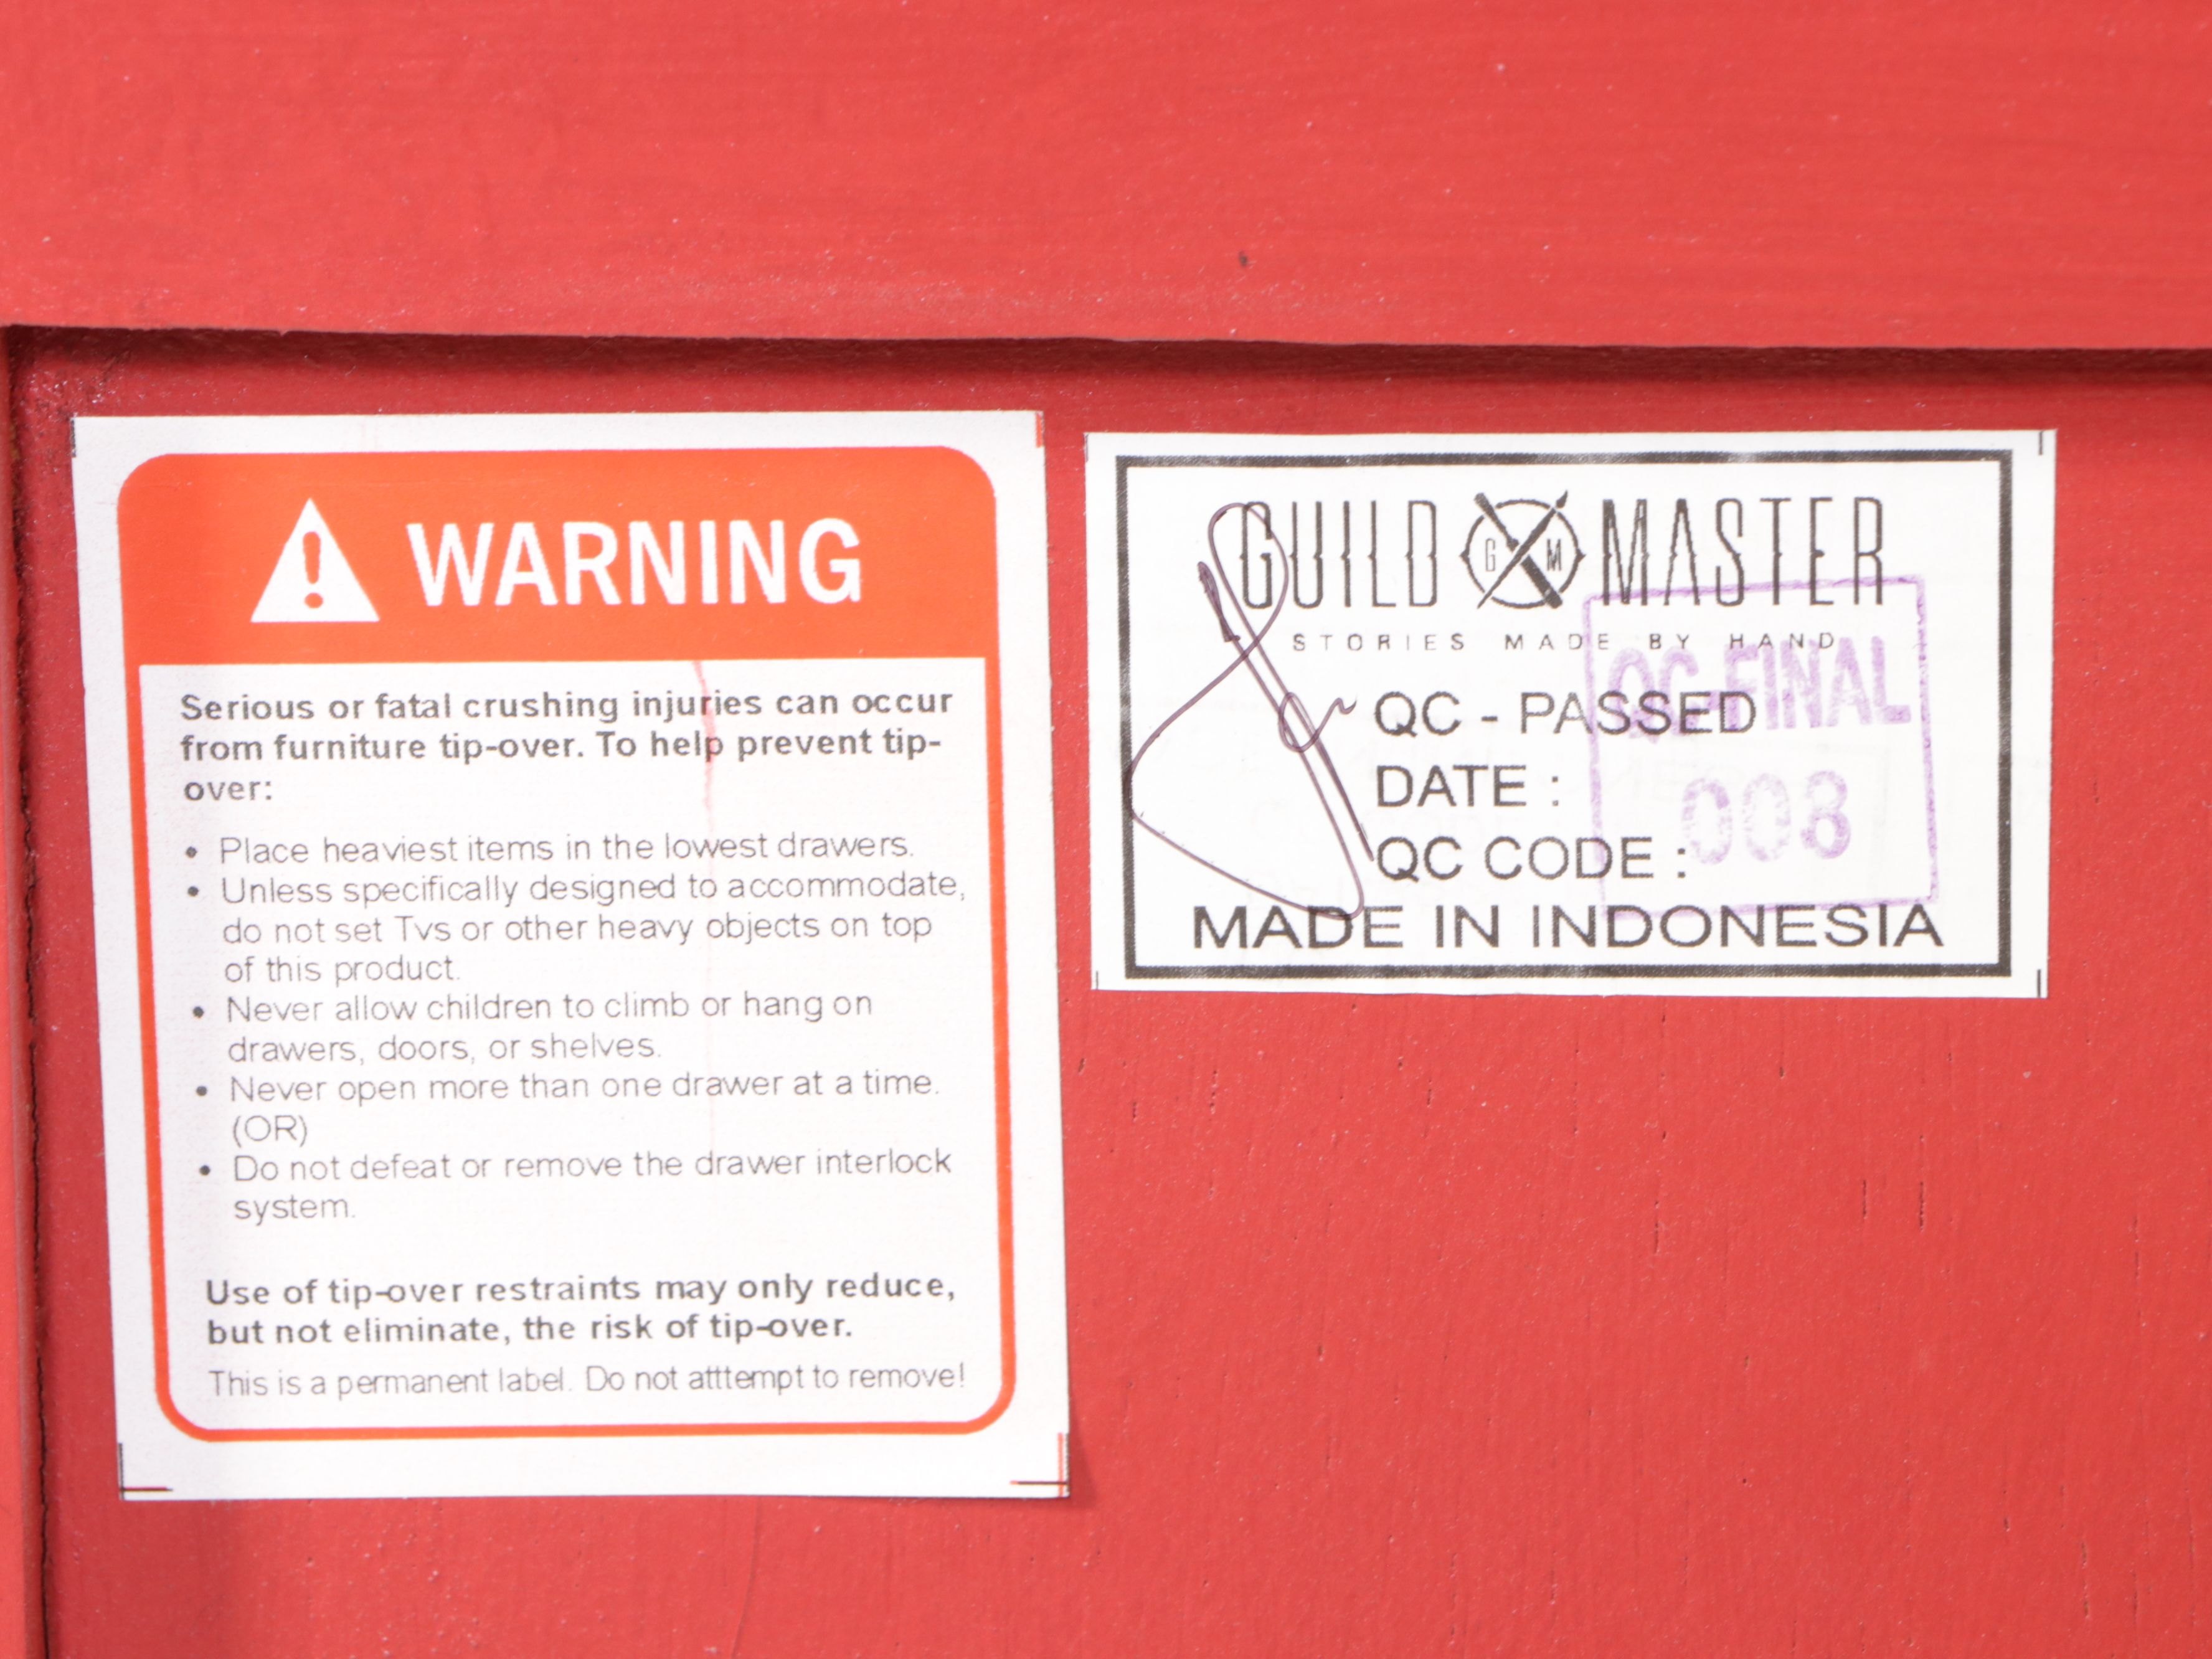 WARNING
Serious or fatal crushing injuries can occur
from furniture tip-over. To help prevent tip-
over:
• Place heaviest items in the lowest drawers.
• Unless specifically designed to accommodate,
do not set Tvs or other heavy objects on top
of this product.
• Never allow children to climb or hang on
drawers, doors, or shelves.
• Never open more than one drawer at a time.
(OR)
• Do not defeat or remove the drawer interlock
system.
Use of tip-over restraints may only reduce,
but not eliminate, the risk of tip-over.
This is a permanent label. Do not atttempt to remove!
GUILD G M MASTER
STORIES MADE BY HAND
QC - PASSED
DATE :
QC CODE :
MADE IN INDONESIA
QC-FINAL
008